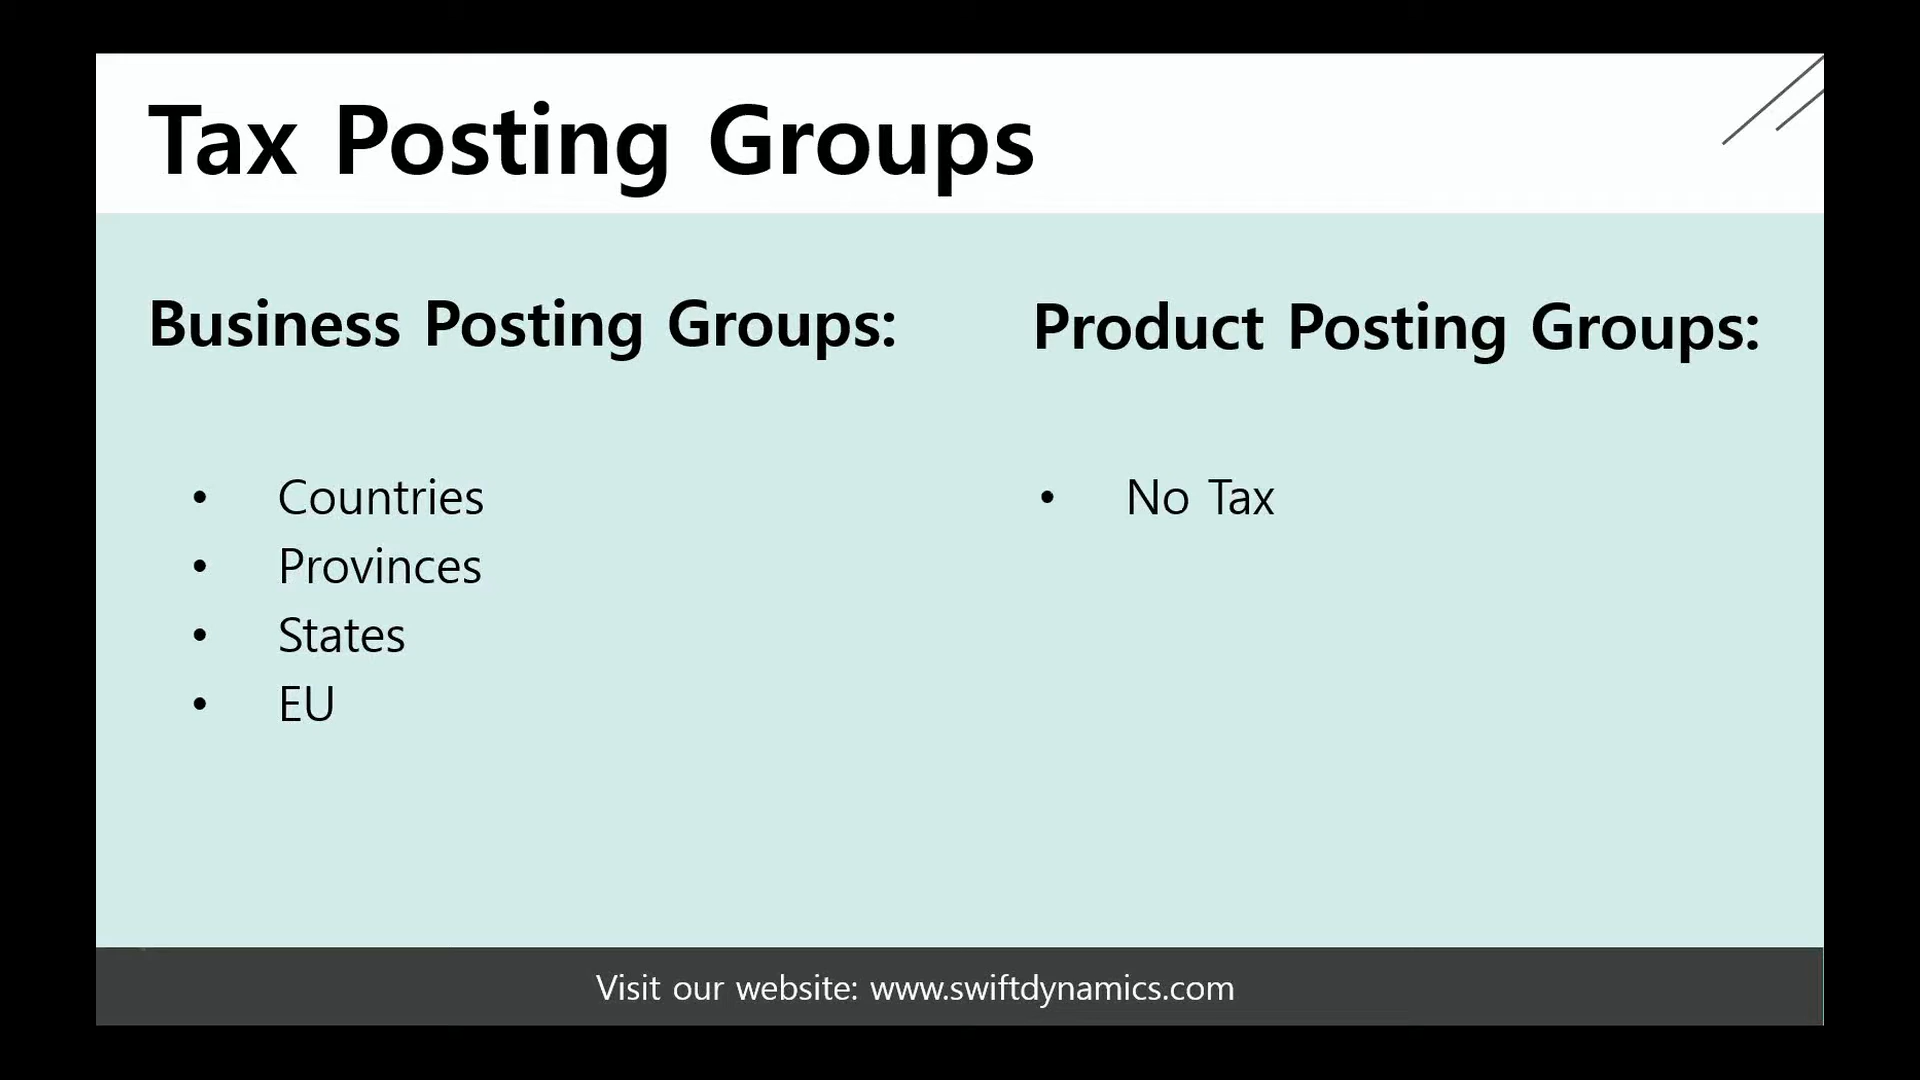 Tax Posting Groups
Business Posting Groups:
• Countries
• Provinces
• States
• EU
Product Posting Groups:
• No Tax
Visit our website: www.swiftdynamics.com